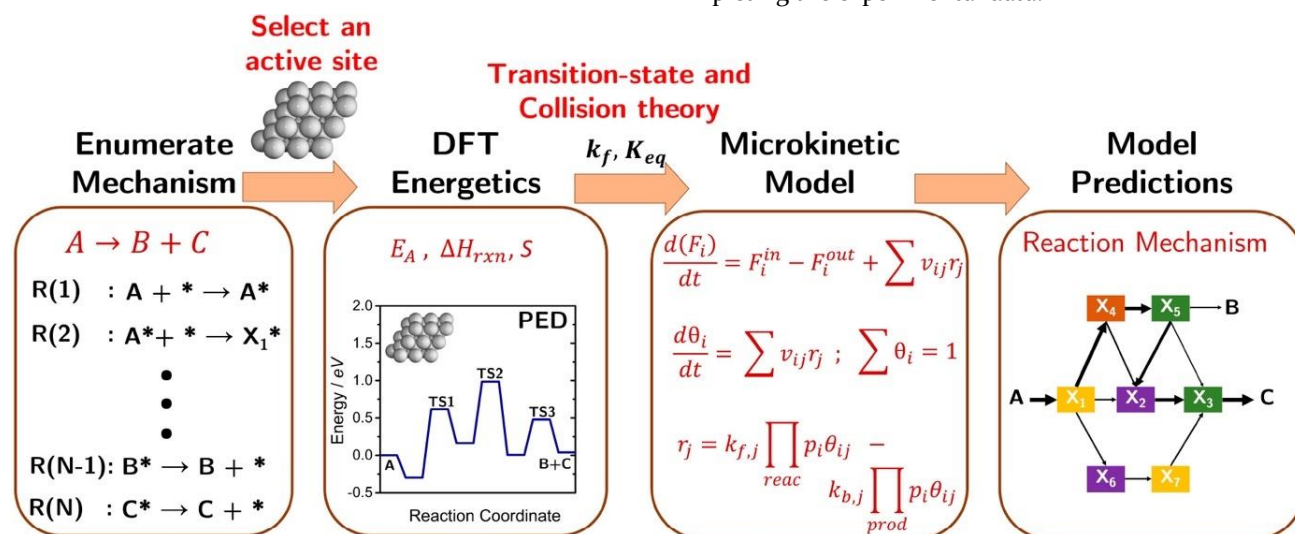 Select an
active site
Transition-state and
Collision theory
Enumerate
Mechanism
DFT
Energetics
k_f, K_eq
Microkinetic
Model
Model
Predictions
A → B + C
R(1) : A + * → A*
R(2) : A* + * → X₁*
R(N-1): B* → B + *
R(N) : C* → C + *
E_A , ΔH_rxn, S
2.0
1.5
1.0
0.5
0.0
-0.5
Energy / eV
PED
TS1
TS2
TS3
A
B+C
Reaction Coordinate
d(F_i)/dt = F_i^in − F_i^out + ∑ v_ij r_j
dθ_i/dt = ∑ v_ij r_j ; ∑ θ_i = 1
r_j = k_f,j ∏_reac p_i θ_ij −
k_b,j ∏_prod p_i θ_ij
Reaction Mechanism
X₄ X₅ B
A X₁ X₂ X₃ C
X₆ X₇